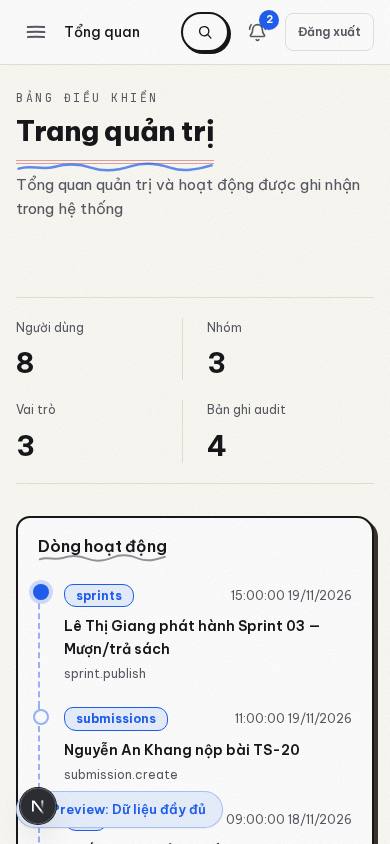 Tổng quan
2
Đăng xuất
BẢNG ĐIỀU KHIỂN
Trang quản trị
Tổng quan quản trị và hoạt động được ghi nhận
trong hệ thống
Người dùng
Nhóm
8
3
Vai trò
Bản ghi audit
3
4
Dòng hoạt động
sprints
15:00:00 19/11/2026
Lê Thị Giang phát hành Sprint 03 —
Mượn/trả sách
sprint.publish
submissions
11:00:00 19/11/2026
Nguyễn An Khang nộp bài TS-20
submission.create
N
Preview: Dữ liệu đầy đủ
09:00:00 18/11/2026